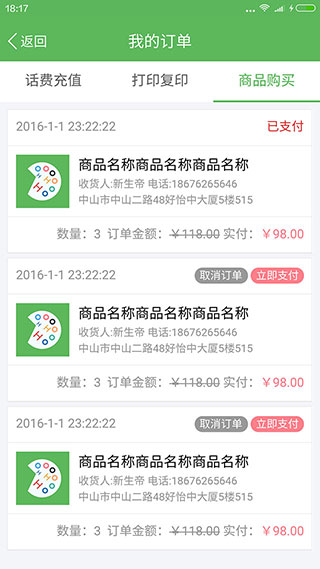 18:17
返回
我的订单
话费充值 打印复印 商品购买
2016-1-1 23:22:22 已支付
商品名称商品名称商品名称
收货人:新生帝 电话:18676265646
中山市中山二路48好怡中大厦5楼515
数量：3 订单金额：￥118.00 实付：￥98.00
2016-1-1 23:22:22 取消订单 立即支付
商品名称商品名称商品名称
收货人:新生帝 电话:18676265646
中山市中山二路48好怡中大厦5楼515
数量：3 订单金额：￥118.00 实付：￥98.00
2016-1-1 23:22:22 取消订单 立即支付
商品名称商品名称商品名称
收货人:新生帝 电话:18676265646
中山市中山二路48好怡中大厦5楼515
数量：3 订单金额：￥118.00 实付：￥98.00